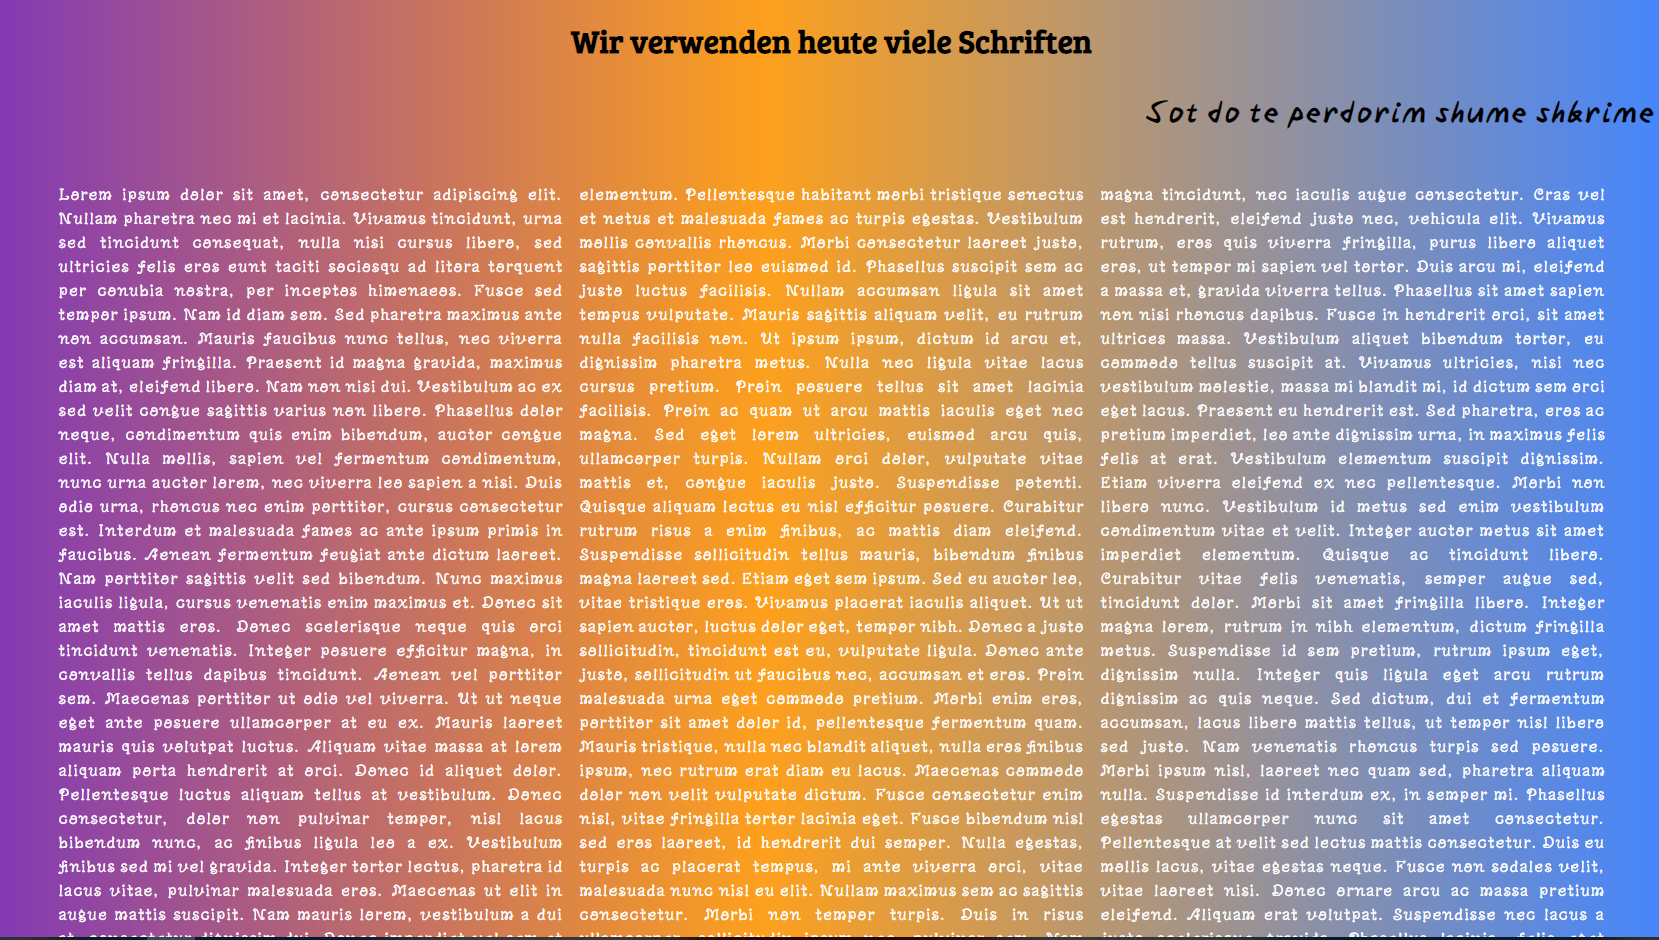 Wir verwenden heute viele Schriften
Sot do te perdorim shume shkrime
Lorem ipsum dolor sit amet, consectetur adipiscing elit.
Nullam pharetra nec mi et lacinia. Vivamus tincidunt, urna
sed tincidunt consequat, nulla nisi cursus libero, sed
ultricies felis eros eunt taciti sociosqu ad litora torquent
per conubia nostra, per inceptos himenaeos. Fusce sed
tempor ipsum. Nam id diam sem. Sed pharetra maximus ante
non accumsan. Mauris faucibus nunc tellus, nec viverra
est aliquam fringilla. Praesent id magna gravida, maximus
diam at, eleifend libero. Nam non nisi dui. Vestibulum ac ex
sed velit congue sagittis varius non libero. Phasellus dolor
neque, condimentum quis enim bibendum, auctor congue
elit. Nulla mollis, sapien vel fermentum condimentum,
nunc urna auctor lorem, nec viverra leo sapien a nisi. Duis
odio urna, rhoncus nec enim porttitor, cursus consectetur
est. Interdum et malesuada fames ac ante ipsum primis in
faucibus. Aenean fermentum feugiat ante dictum laoreet.
Nam porttitor sagittis velit sed bibendum. Nunc maximus
iaculis ligula, cursus venenatis enim maximus et. Donec sit
amet mattis eros. Donec scelerisque neque quis orci
tincidunt venenatis. Integer posuere efficitur magna, in
convallis tellus dapibus tincidunt. Aenean vel porttitor
sem. Maecenas porttitor ut odio vel viverra. Ut ut neque
eget ante posuere ullamcorper at eu ex. Mauris laoreet
mauris quis volutpat luctus. Aliquam vitae massa at lorem
aliquam porta hendrerit at orci. Donec id aliquet dolor.
Pellentesque luctus aliquam tellus at vestibulum. Donec
consectetur, dolor non pulvinar tempor, nisl lacus
bibendum nunc, ac finibus ligula leo a ex. Vestibulum
finibus sed mi vel gravida. Integer tortor lectus, pharetra id
lacus vitae, pulvinar malesuada eros. Maecenas ut elit in
augue mattis suscipit. Nam mauris lorem, vestibulum a dui
elementum. Pellentesque habitant morbi tristique senectus
et netus et malesuada fames ac turpis egestas. Vestibulum
mollis convallis rhoncus. Morbi consectetur laoreet justo,
sagittis porttitor leo euismod id. Phasellus suscipit sem ac
justo luctus facilisis. Nullam accumsan ligula sit amet
tempus vulputate. Mauris sagittis aliquam velit, eu rutrum
nulla facilisis non. Ut ipsum ipsum, dictum id arcu et,
dignissim pharetra metus. Nulla nec ligula vitae lacus
cursus pretium. Proin posuere tellus sit amet lacinia
facilisis. Proin ac quam ut arcu mattis iaculis eget nec
magna. Sed eget lorem ultricies, euismod arcu quis,
ullamcorper turpis. Nullam orci dolor, vulputate vitae
mattis et, congue iaculis justo. Suspendisse potenti.
Quisque aliquam lectus eu nisl efficitur posuere. Curabitur
rutrum risus a enim finibus, ac mattis diam eleifend.
Suspendisse sollicitudin tellus mauris, bibendum finibus
magna laoreet sed. Etiam eget sem ipsum. Sed eu auctor leo,
vitae tristique eros. Vivamus placerat iaculis aliquet. Ut ut
sapien auctor, luctus dolor eget, tempor nibh. Donec a justo
sollicitudin, tincidunt est eu, vulputate ligula. Donec ante
justo, sollicitudin ut faucibus nec, accumsan et eros. Proin
malesuada urna eget commodo pretium. Morbi enim eros,
porttitor sit amet dolor id, pellentesque fermentum quam.
Mauris tristique, nulla nec blandit aliquet, nulla eros finibus
ipsum, nec rutrum erat diam eu lacus. Maecenas commodo
dolor non velit vulputate dictum. Fusce consectetur enim
nisl, vitae fringilla tortor lacinia eget. Fusce bibendum nisl
sed eros laoreet, id hendrerit dui semper. Nulla egestas,
turpis ac placerat tempus, mi ante viverra orci, vitae
malesuada nunc nisl eu elit. Nullam maximus sem ac sagittis
consectetur. Morbi non tempor turpis. Duis in risus
magna tincidunt, nec iaculis augue consectetur. Cras vel
est hendrerit, eleifend justo nec, vehicula elit. Vivamus
rutrum, eros quis viverra fringilla, purus libero aliquet
eros, ut tempor mi sapien vel tortor. Duis arcu mi, eleifend
a massa et, gravida viverra tellus. Phasellus sit amet sapien
non nisi rhoncus dapibus. Fusce in hendrerit orci, sit amet
ultrices massa. Vestibulum aliquet bibendum tortor, eu
commodo tellus suscipit at. Vivamus ultricies, nisi nec
vestibulum molestie, massa mi blandit mi, id dictum sem orci
eget lacus. Praesent eu hendrerit est. Sed pharetra, eros ac
pretium imperdiet, leo ante dignissim urna, in maximus felis
felis at erat. Vestibulum elementum suscipit dignissim.
Etiam viverra eleifend ex nec pellentesque. Morbi non
libero nunc. Vestibulum id metus sed enim vestibulum
condimentum vitae et velit. Integer auctor metus sit amet
imperdiet elementum. Quisque ac tincidunt libero.
Curabitur vitae felis venenatis, semper augue sed,
tincidunt dolor. Morbi sit amet fringilla libero. Integer
magna lorem, rutrum in nibh elementum, dictum fringilla
metus. Suspendisse id sem pretium, rutrum ipsum eget,
dignissim nulla. Integer quis ligula eget arcu rutrum
dignissim ac quis neque. Sed dictum, dui et fermentum
accumsan, lacus libero mattis tellus, ut tempor nisl libero
sed justo. Nam venenatis rhoncus turpis sed posuere.
Morbi ipsum nisl, laoreet nec quam sed, pharetra aliquam
nulla. Suspendisse id interdum ex, in semper mi. Phasellus
egestas ullamcorper nunc sit amet consectetur.
Pellentesque at velit sed lectus mattis consectetur. Duis eu
mollis lacus, vitae egestas neque. Fusce non sodales velit,
vitae laoreet nisi. Donec ornare arcu ac massa pretium
eleifend. Aliquam erat volutpat. Suspendisse nec lacus a